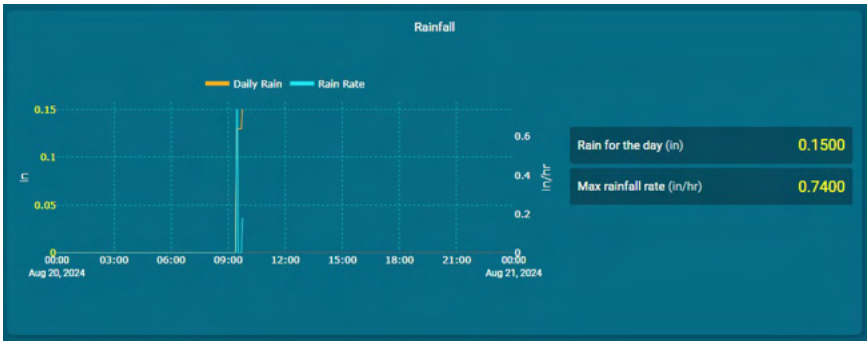 Rainfall
Daily Rain Rain Rate
0.15
0.1
0.05
0
in
0.6
0.4
0.2
0
in/hr
00:00 03:00 06:00 09:00 12:00 15:00 18:00 21:00 00:00
Aug 20, 2024 Aug 21, 2024
Rain for the day (in) 0.1500
Max rainfall rate (in/hr) 0.7400